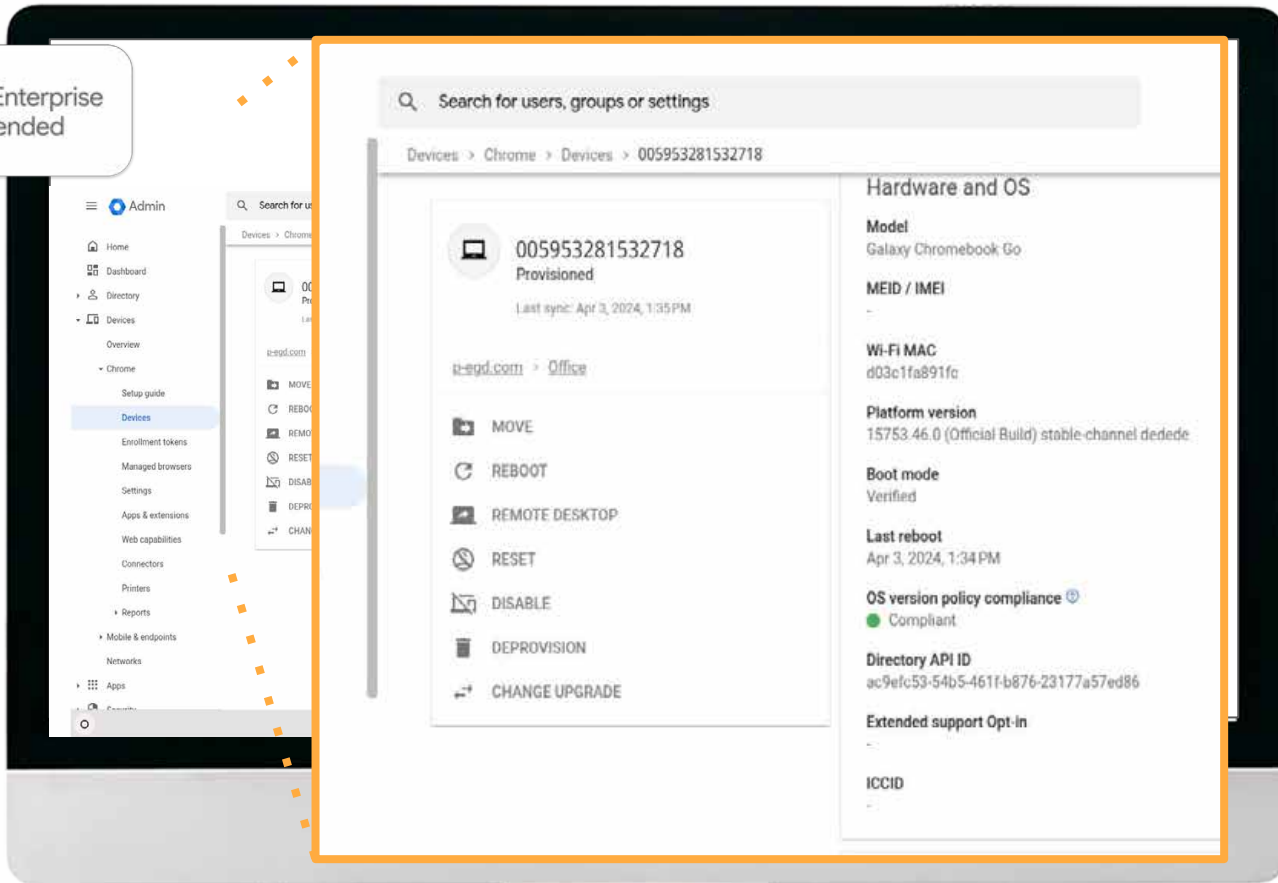 Enterprise
ended
Admin
Search for u
Home
Dashboard
Directory
Devices
Overview
Chrome
Setup guide
Devices
Enrollment tokens
Managed browsers
Settings
Apps & extensions
Web capabilities
Connectors
Printers
Reports
Mobile & endpoints
Networks
Apps
Devices > Chrome
00
p-egd.com
MOVE
REBOO
REMO
RESET
DISAB
DEPRO
CHAN
Search for users, groups or settings
Devices > Chrome > Devices > 005953281532718
005953281532718
Provisioned
Last sync: Apr 3, 2024, 1:35 PM
p-egd.com > Office
MOVE
REBOOT
REMOTE DESKTOP
RESET
DISABLE
DEPROVISION
CHANGE UPGRADE
Hardware and OS
Model
Galaxy Chromebook Go
MEID / IMEI
-
Wi-Fi MAC
d03c1fa891fc
Platform version
15753.46.0 (Official Build) stable-channel dedede
Boot mode
Verified
Last reboot
Apr 3, 2024, 1:34 PM
OS version policy compliance
Compliant
Directory API ID
ac9efc53-54b5-461f-b876-23177a57ed86
Extended support Opt-in
-
ICCID
-